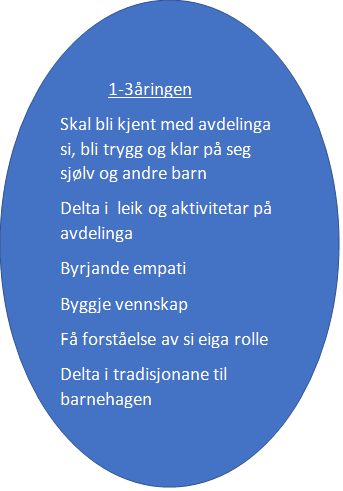 1-3åringen
Skal bli kjent med avdelinga
si, bli trygg og klar på seg
sjølv og andre barn
Delta i  leik og aktivitetar på
avdelinga
Byrjande empati
Byggje vennskap
Få forståelse av si eiga rolle
Delta i tradisjonane til
barnehagen